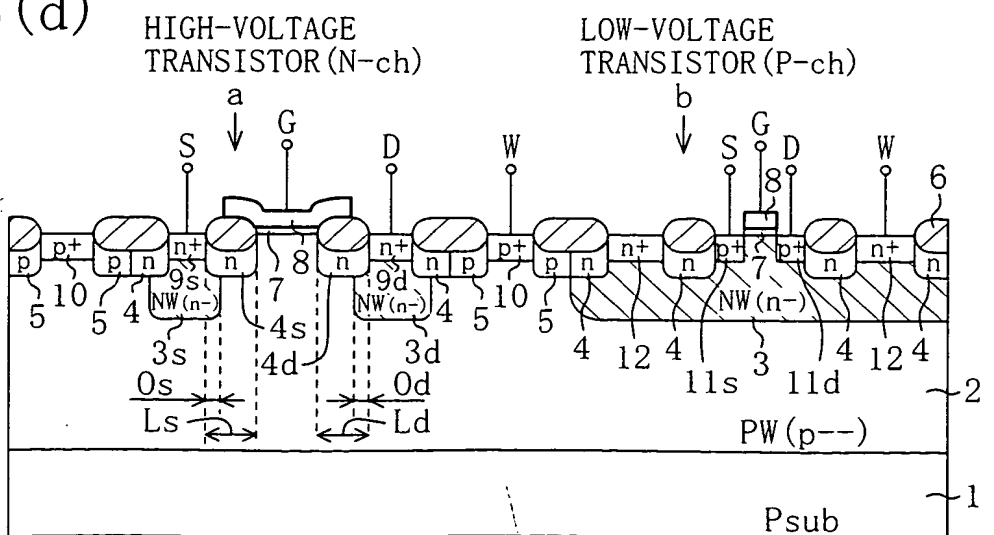 (d)
HIGH-VOLTAGE
TRANSISTOR(N-ch)
a
LOW-VOLTAGE
TRANSISTOR(P-ch)
b
S G D W S G D W
8 6
p p+ p n n+ n n n+ n p p+ p n n+ n p+ p+ n n+ n
5 10 5 4 9s 7 8 9d 4 5 10 5 4 12 4 7 4 12 4
NW(n-) NW(n-) NW(n-)
3s 4s 4d 3d 11s 3 11d
Os Od
Ls Ld
2
PW(p--)
1
Psub